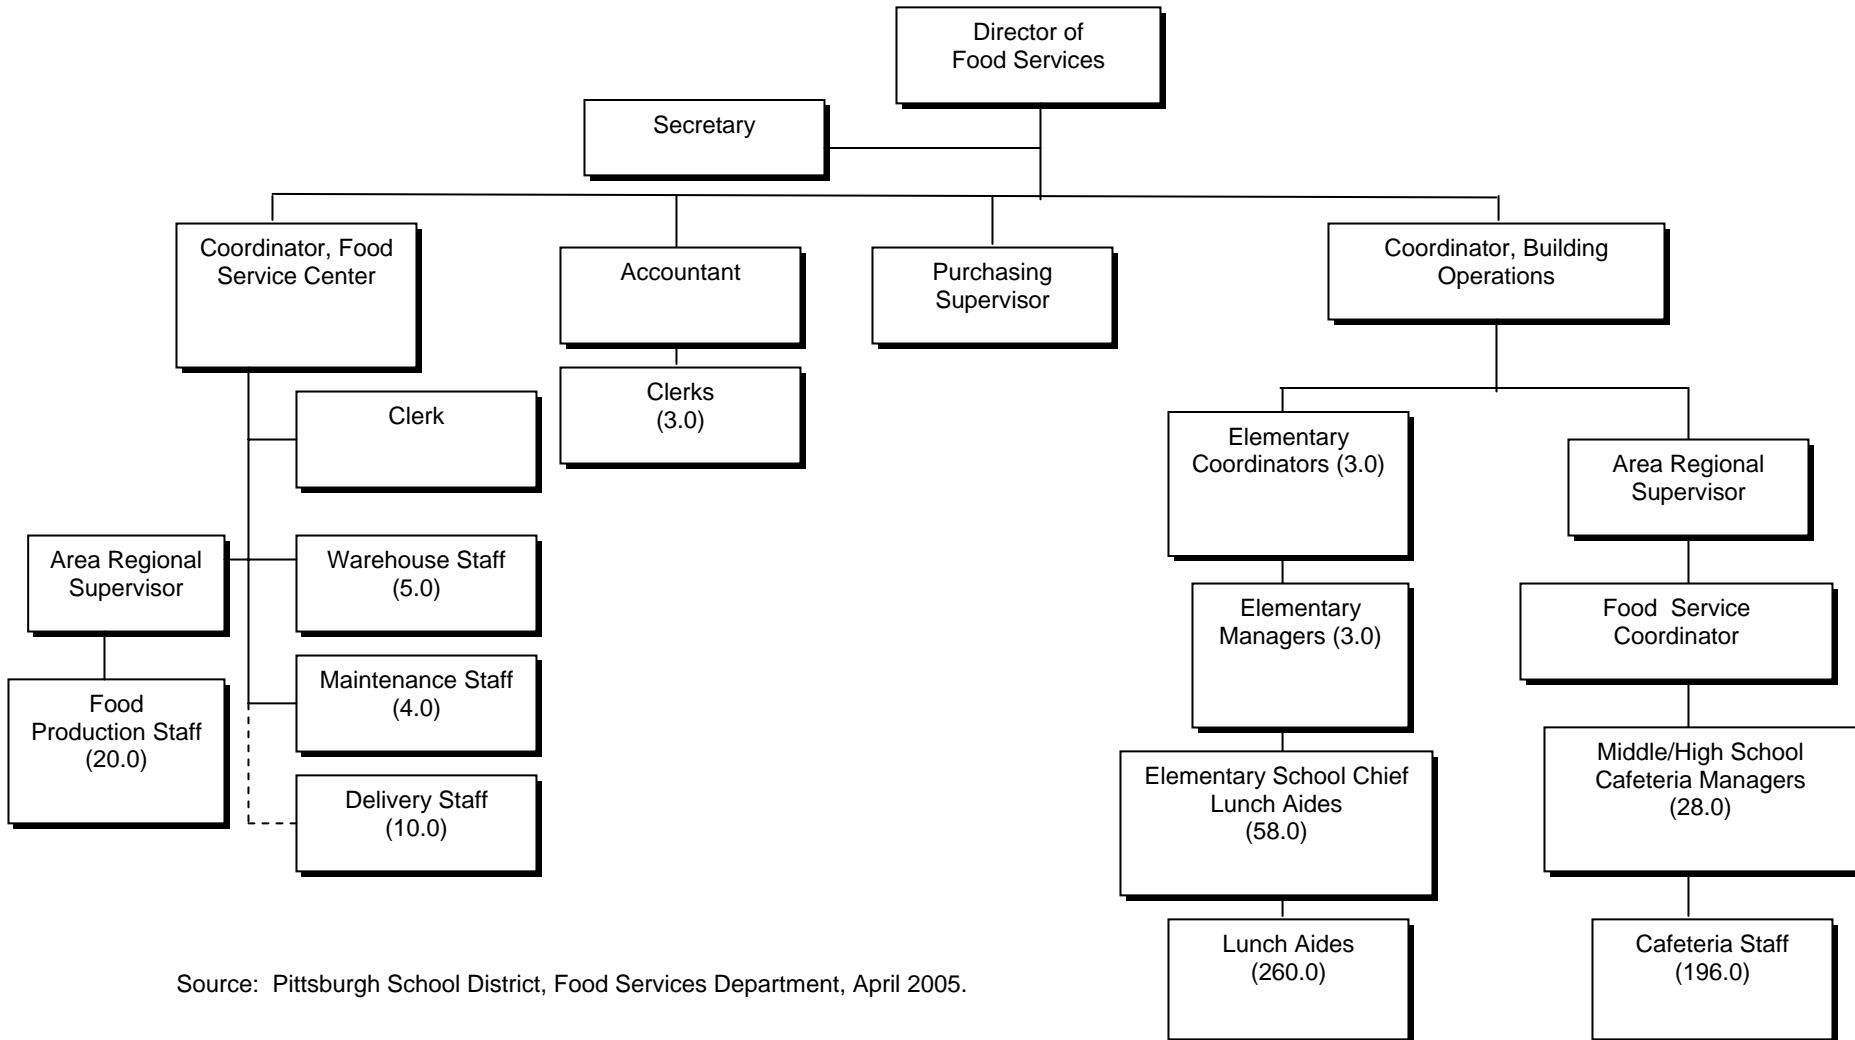 Director of
Food Services
Secretary
Coordinator, Food
Service Center
Accountant
Purchasing
Supervisor
Coordinator, Building
Operations
Clerk
Clerks
(3.0)
Elementary
Coordinators (3.0)
Area Regional
Supervisor
Area Regional
Supervisor
Warehouse Staff
(5.0)
Elementary
Managers (3.0)
Food Service
Coordinator
Food
Production Staff
(20.0)
Maintenance Staff
(4.0)
Delivery Staff
(10.0)
Elementary School Chief
Lunch Aides
(58.0)
Middle/High School
Cafeteria Managers
(28.0)
Lunch Aides
(260.0)
Cafeteria Staff
(196.0)
Source: Pittsburgh School District, Food Services Department, April 2005.